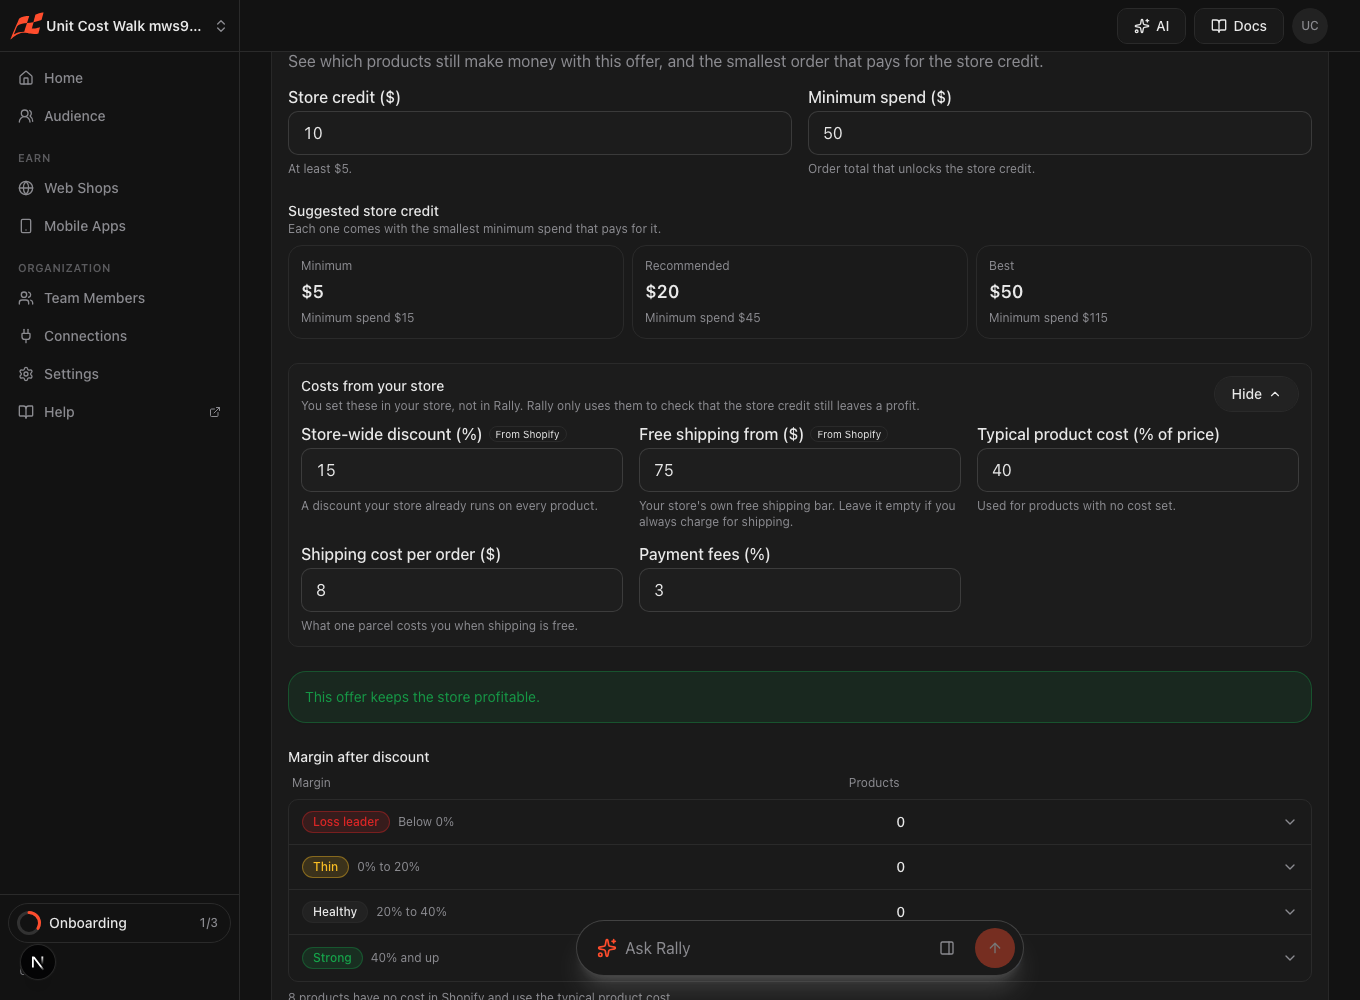 Unit Cost Walk mws9...
AI
Docs
UC
Home
Audience
EARN
Web Shops
Mobile Apps
ORGANIZATION
Team Members
Connections
Settings
Help
Onboarding
1/3
N
See which products still make money with this offer, and the smallest order that pays for the store credit.
Store credit ($)
Minimum spend ($)
10
50
At least $5.
Order total that unlocks the store credit.
Suggested store credit
Each one comes with the smallest minimum spend that pays for it.
Minimum
$5
Minimum spend $15
Recommended
$20
Minimum spend $45
Best
$50
Minimum spend $115
Costs from your store
You set these in your store, not in Rally. Rally only uses them to check that the store credit still leaves a profit.
Hide
Store-wide discount (%) From Shopify
15
A discount your store already runs on every product.
Free shipping from ($) From Shopify
75
Your store's own free shipping bar. Leave it empty if you
always charge for shipping.
Typical product cost (% of price)
40
Used for products with no cost set.
Shipping cost per order ($)
8
What one parcel costs you when shipping is free.
Payment fees (%)
3
This offer keeps the store profitable.
Margin after discount
Margin
Products
Loss leader Below 0% 0
Thin 0% to 20% 0
Healthy 20% to 40% 0
Strong 40% and up
Ask Rally
8 products have no cost in Shopify and use the typical product cost